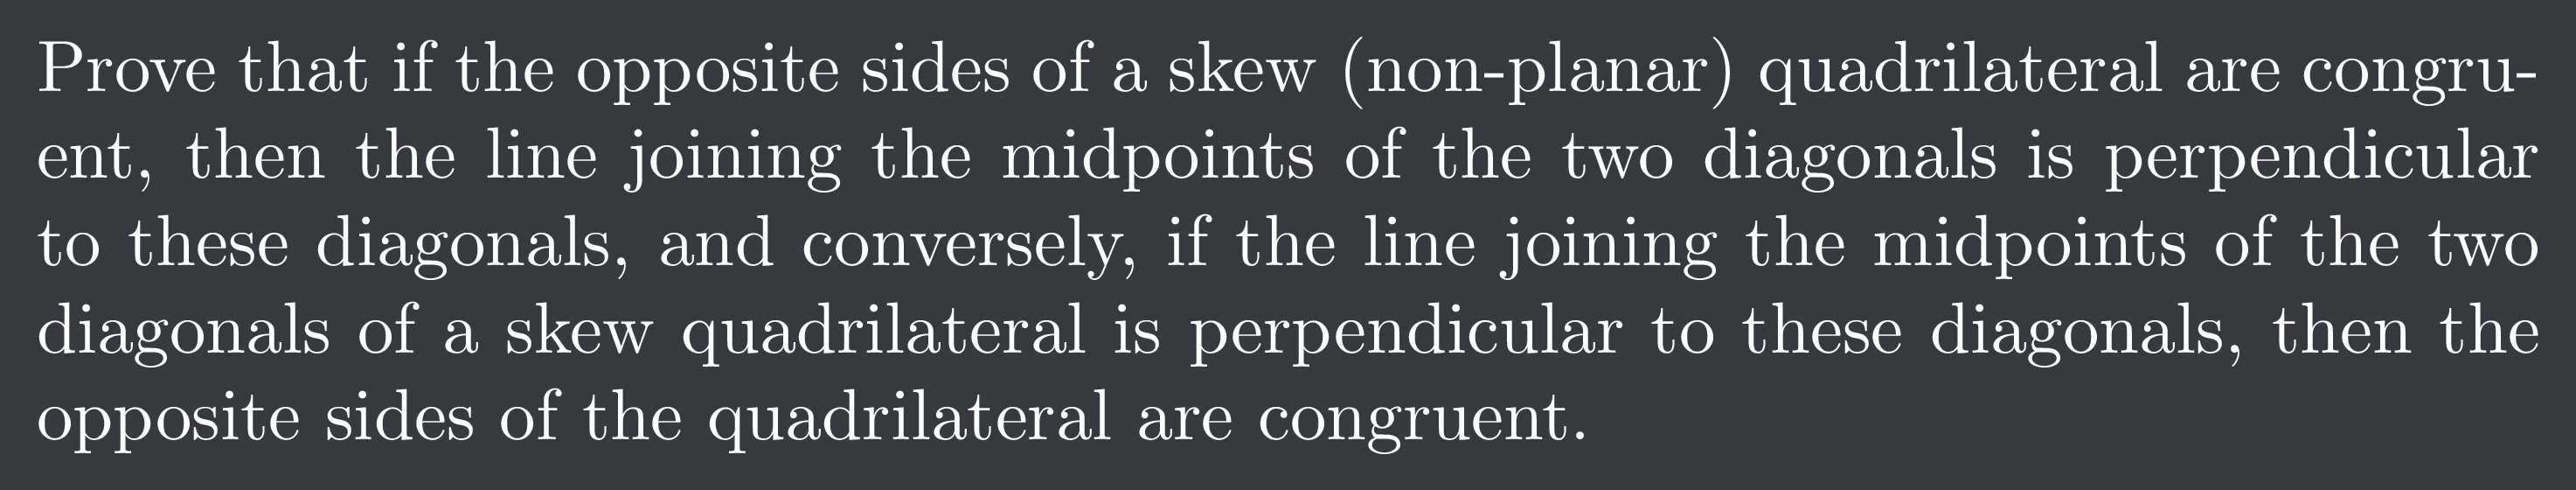 Prove that if the opposite sides of a skew (non-planar) quadrilateral are congru-
ent, then the line joining the midpoints of the two diagonals is perpendicular
to these diagonals, and conversely, if the line joining the midpoints of the two
diagonals of a skew quadrilateral is perpendicular to these diagonals, then the
opposite sides of the quadrilateral are congruent.